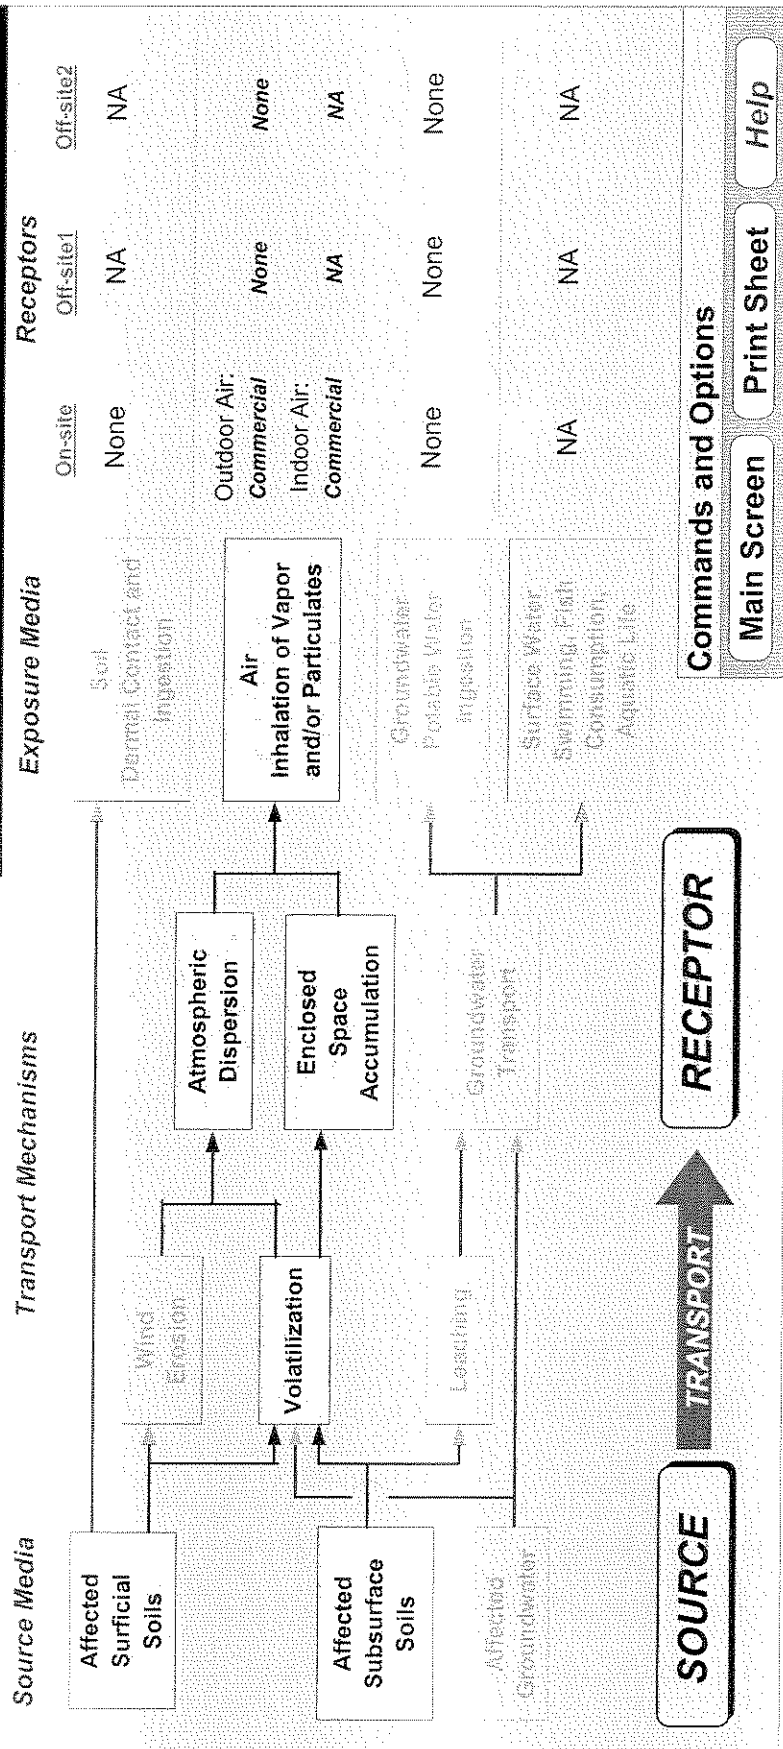 Source Media
Transport Mechanisms
Exposure Media
Receptors
On-site
Off-site1
Off-site2
Affected
Surficial
Soils
Affected
Subsurface
Soils
Affected
Groundwater
Wind
Erosion
Volatilization
Leaching
Atmospheric
Dispersion
Enclosed
Space
Accumulation
Groundwater
Transport
Soil
Dermal Contact and
Ingestion
None
NA
NA
Air
Inhalation of Vapor
and/or Particulates
Outdoor Air:
Commercial
None
None
Indoor Air:
Commercial
NA
NA
Groundwater
Potable Water
Ingestion
None
None
None
Surface Water
Swimming, Fish
Consumption,
Aquatic Life
NA
NA
NA
SOURCE
TRANSPORT
RECEPTOR
Commands and Options
Main Screen
Print Sheet
Help